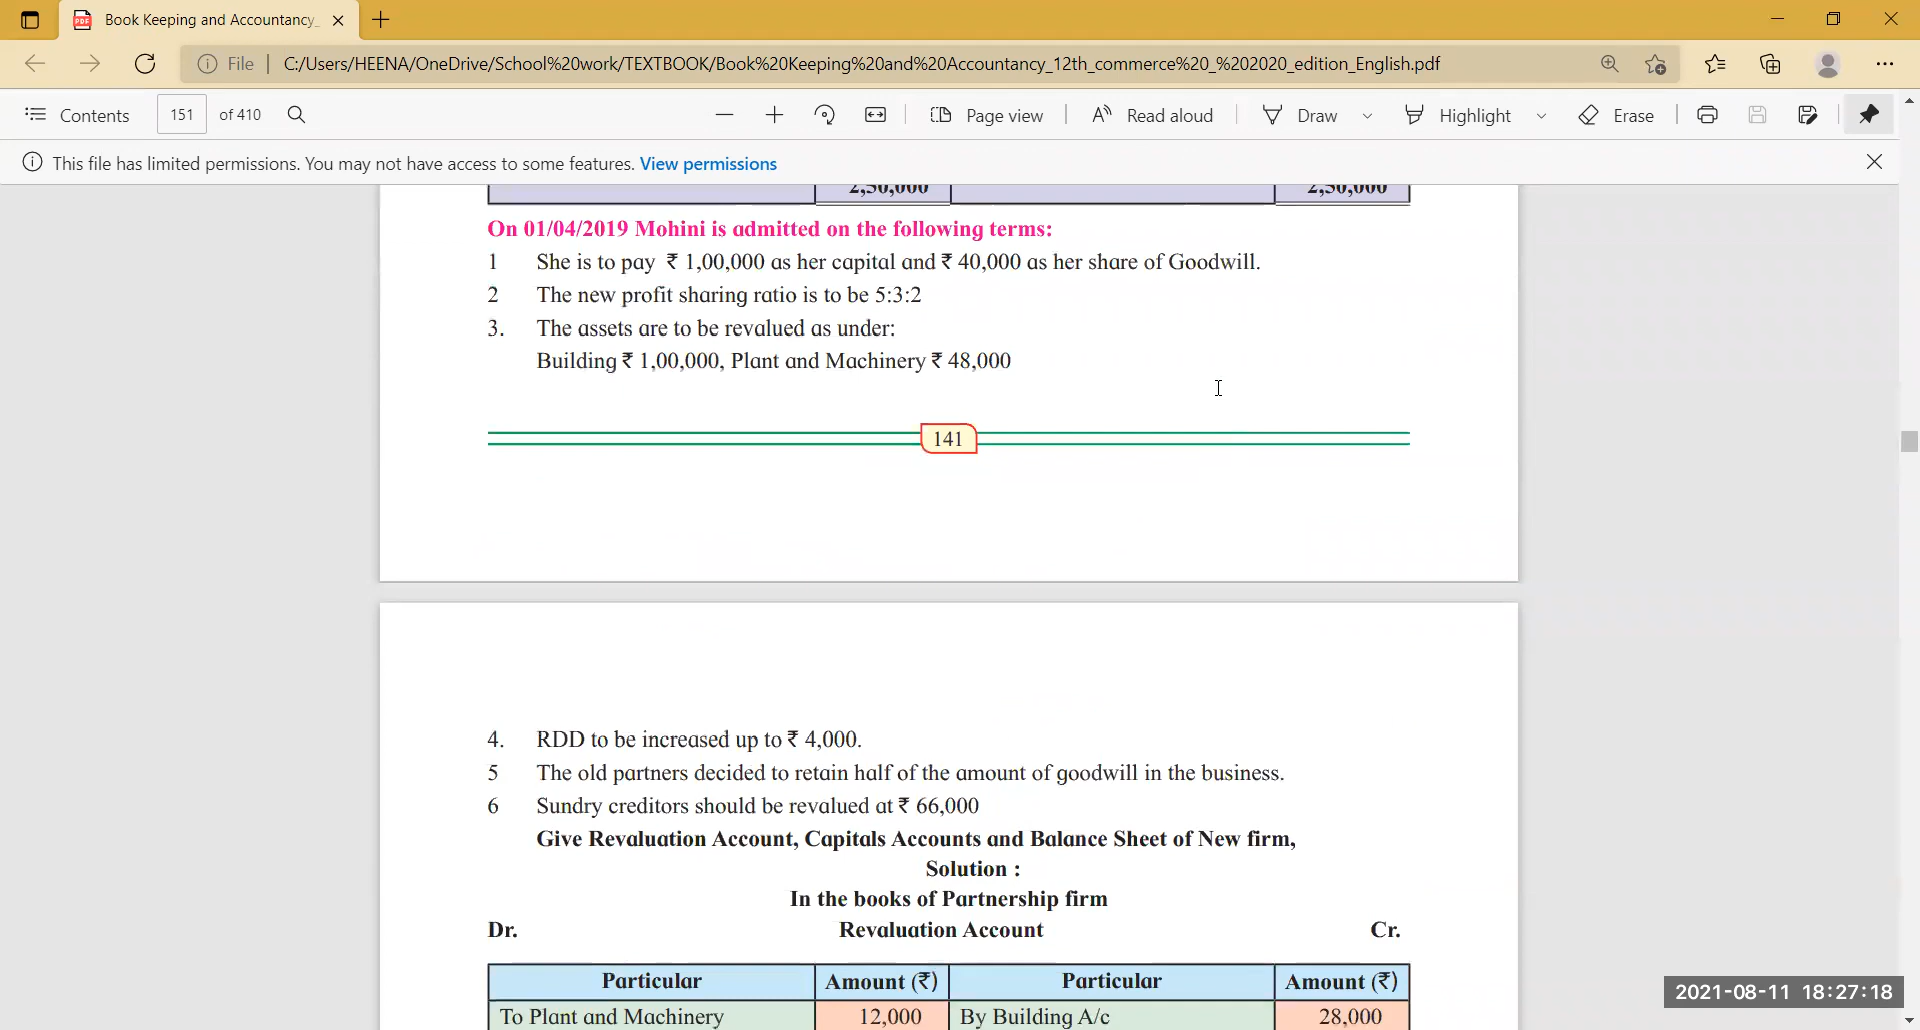 Book Keeping and Accountancy_
File | C:/Users/HEENA/OneDrive/School%20work/TEXTBOOK/Book%20Keeping%20and%20Accountancy_12th_commerce%20_%202020_edition_English.pdf
Contents 151 of 410 Page view Read aloud Draw Highlight Erase
This file has limited permissions. You may not have access to some features. View permissions
2,50,000 2,50,000
On 01/04/2019 Mohini is admitted on the following terms:
1 She is to pay ₹ 1,00,000 as her capital and ₹ 40,000 as her share of Goodwill.
2 The new profit sharing ratio is to be 5:3:2
3. The assets are to be revalued as under:
Building ₹ 1,00,000, Plant and Machinery ₹ 48,000
141
4. RDD to be increased up to ₹ 4,000.
5 The old partners decided to retain half of the amount of goodwill in the business.
6 Sundry creditors should be revalued at ₹ 66,000
Give Revaluation Account, Capitals Accounts and Balance Sheet of New firm,
Solution :
In the books of Partnership firm
Dr. Revaluation Account Cr.
Particular Amount (₹) Particular Amount (₹)
To Plant and Machinery 12,000 By Building A/c 28,000
2021-08-11 18:27:18